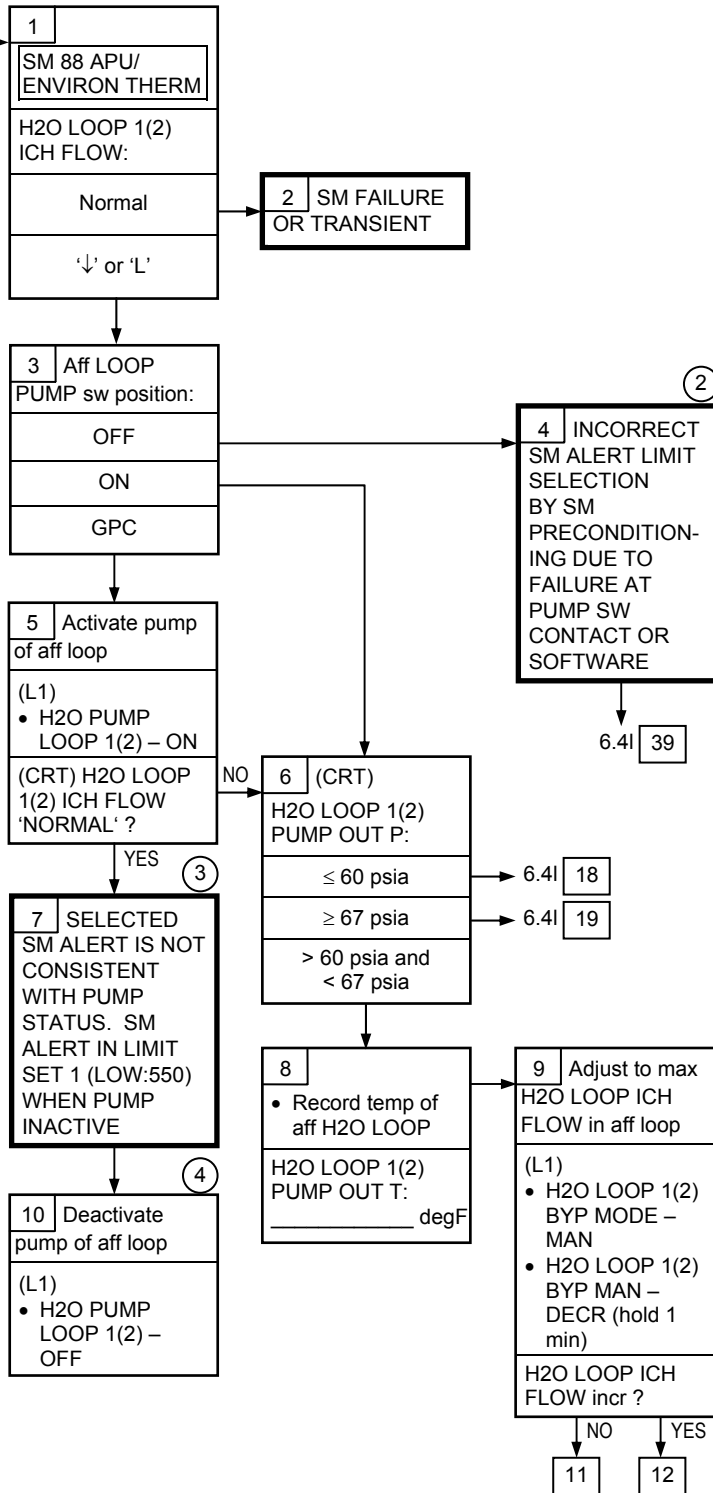 1
SM 88 APU/
ENVIRON THERM
H2O LOOP 1(2)
ICH FLOW:
Normal
‘↓’ or ‘L’
2 SM FAILURE
OR TRANSIENT
3 Aff LOOP
PUMP sw position:
OFF
ON
GPC
2
4 INCORRECT
SM ALERT LIMIT
SELECTION
BY SM
PRECONDITION-
ING DUE TO
FAILURE AT
PUMP SW
CONTACT OR
SOFTWARE
6.4l 39
5 Activate pump
of aff loop
(L1)
• H2O PUMP
LOOP 1(2) – ON
(CRT) H2O LOOP
1(2) ICH FLOW
‘NORMAL‘ ?
NO
YES
6 (CRT)
H2O LOOP 1(2)
PUMP OUT P:
≤ 60 psia
6.4l 18
≥ 67 psia
6.4l 19
> 60 psia and
< 67 psia
3
7 SELECTED
SM ALERT IS NOT
CONSISTENT
WITH PUMP
STATUS. SM
ALERT IN LIMIT
SET 1 (LOW:550)
WHEN PUMP
INACTIVE
8
• Record temp of
aff H2O LOOP
H2O LOOP 1(2)
PUMP OUT T:
____________ degF
9 Adjust to max
H2O LOOP ICH
FLOW in aff loop
(L1)
• H2O LOOP 1(2)
BYP MODE –
MAN
• H2O LOOP 1(2)
BYP MAN –
DECR (hold 1
min)
H2O LOOP ICH
FLOW incr ?
NO YES
11 12
4
10 Deactivate
pump of aff loop
(L1)
• H2O PUMP
LOOP 1(2) –
OFF